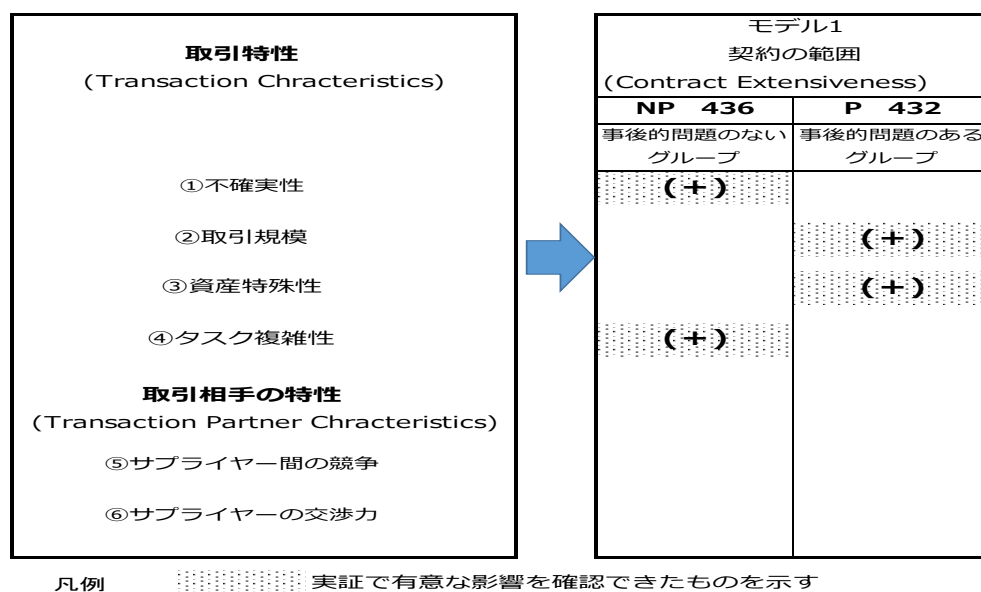 取引特性
(Transaction Chracteristics)
①不確実性
②取引規模
③資産特殊性
④タスク複雑性
取引相手の特性
(Transaction Partner Chracteristics)
⑤サプライヤー間の競争
⑥サプライヤーの交渉力
モデル1
契約の範囲
(Contract Extensiveness)
NP 436 P 432
事後的問題のない 事後的問題のある
グループ グループ
(+)
(+)
(+)
(+)
凡例 実証で有意な影響を確認できたものを示す